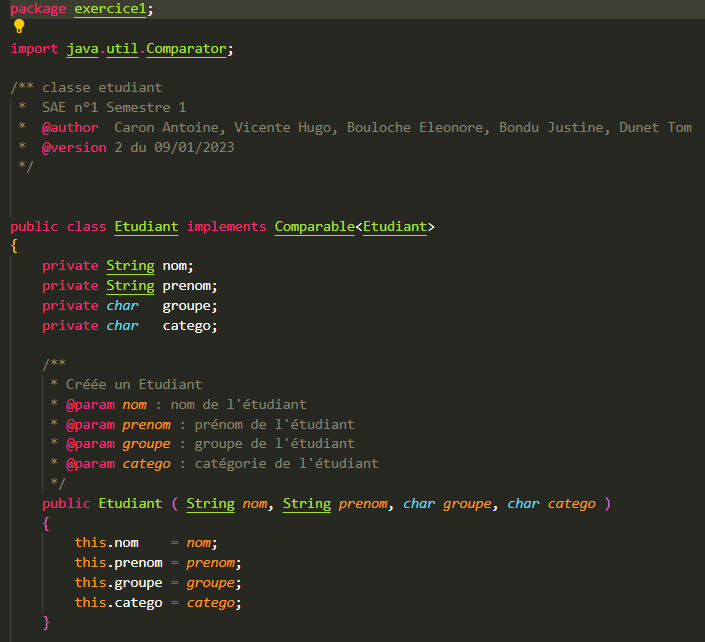 package exercice1;
import java.util.Comparator;
/** classe etudiant
 *  SAE n°1 Semestre 1
 *  @author  Caron Antoine, Vicente Hugo, Bouloche Eleonore, Bondu Justine, Dunet Tom
 *  @version 2 du 09/01/2023
 */
public class Etudiant implements Comparable<Etudiant>
{
    private String nom;
    private String prenom;
    private char   groupe;
    private char   catego;
    /**
     * Créée un Etudiant
     * @param nom : nom de l'étudiant
     * @param prenom : prénom de l'étudiant
     * @param groupe : groupe de l'étudiant
     * @param catego : catégorie de l'étudiant
     */
    public Etudiant ( String nom, String prenom, char groupe, char catego )
    {
        this.nom    = nom;
        this.prenom = prenom;
        this.groupe = groupe;
        this.catego = catego;
    }